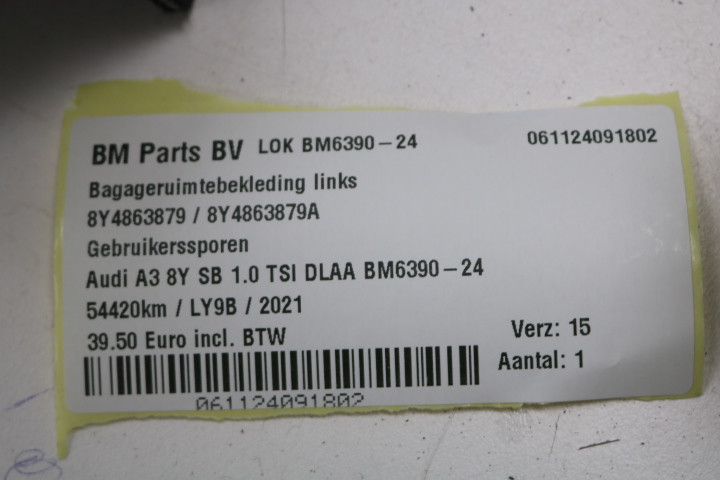 BM Parts BV LOK BM6390-24 061124091802
Bagageruimtebekleding links
8Y4863879 / 8Y4863879A
Gebruikerssporen
Audi A3 8Y SB 1.0 TSI DLAA BM6390-24
54420km / LY9B / 2021
39.50 Euro incl. BTW Verz: 15
Aantal: 1
061124091802